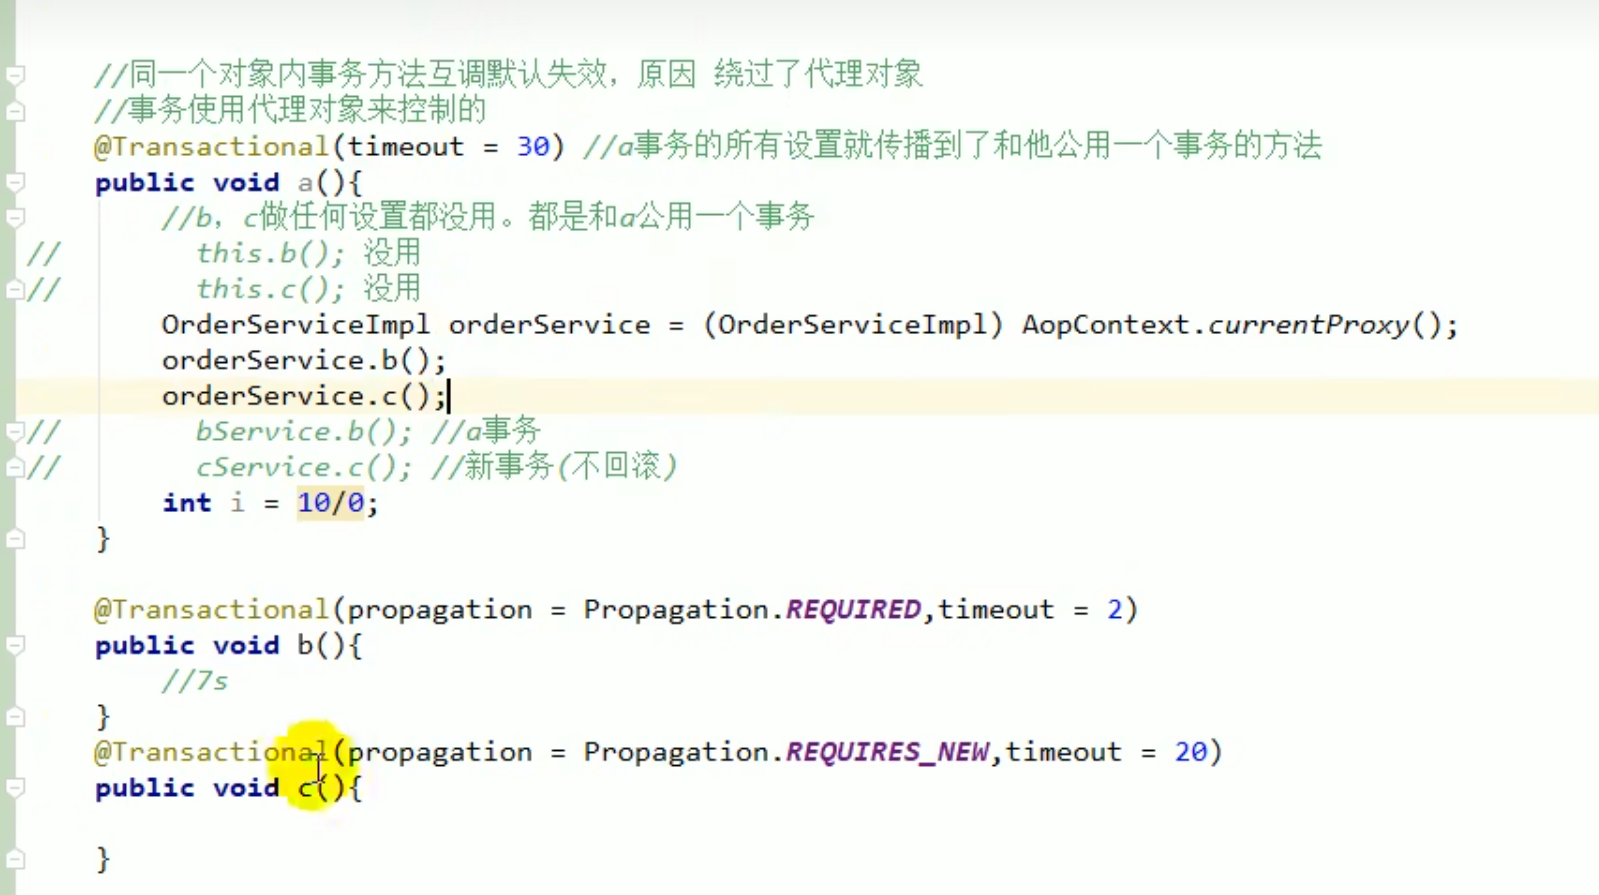 //同一个对象内事务方法互调默认失效，原因 绕过了代理对象
//事务使用代理对象来控制的
@Transactional(timeout = 30) //a事务的所有设置就传播到了和他公用一个事务的方法
public void a(){
//b，c做任何设置都没用。都是和a公用一个事务
// this.b(); 没用
// this.c(); 没用
OrderServiceImpl orderService = (OrderServiceImpl) AopContext.currentProxy();
orderService.b();
orderService.c();
// bService.b(); //a事务
// cService.c(); //新事务(不回滚)
int i = 10/0;
}
@Transactional(propagation = Propagation.REQUIRED,timeout = 2)
public void b(){
//7s
}
@Transactional(propagation = Propagation.REQUIRES_NEW,timeout = 20)
public void c(){
}